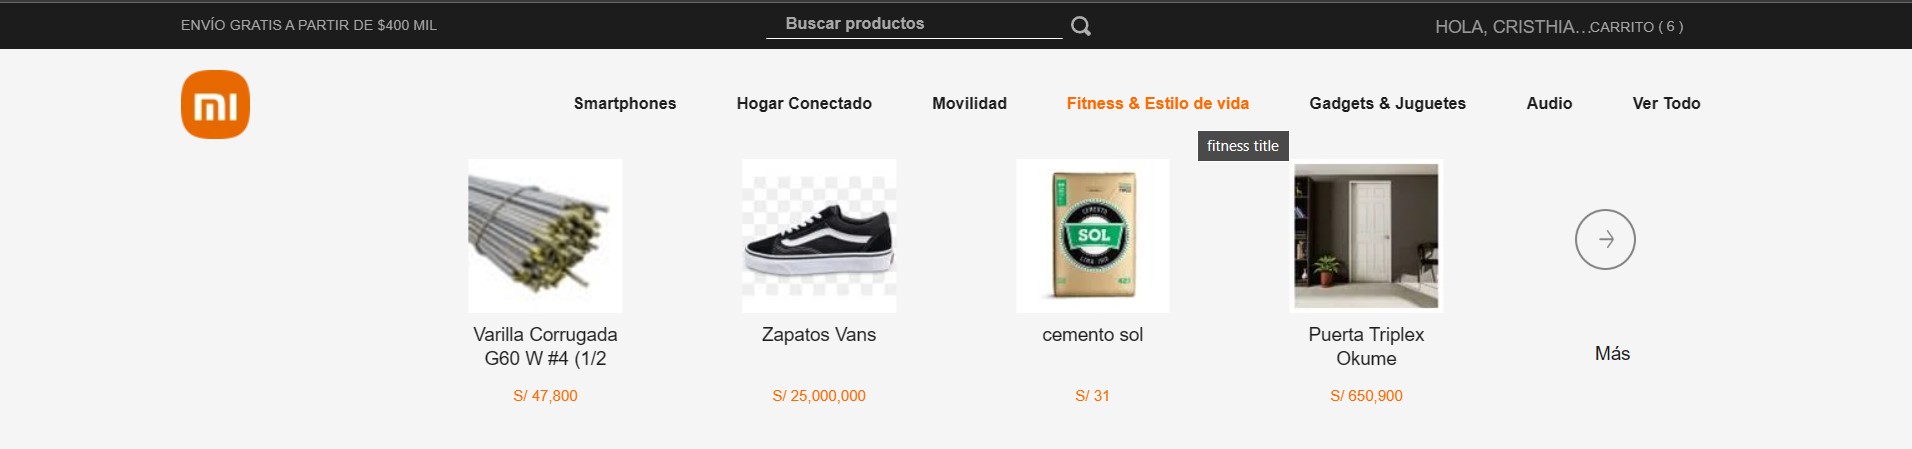 ENVÍO GRATIS A PARTIR DE $400 MIL
Buscar productos
HOLA, CRISTHIA...
CARRITO ( 6 )
mi
Smartphones
Hogar Conectado
Movilidad
Fitness & Estilo de vida
Gadgets & Juguetes
Audio
Ver Todo
fitness title
CEMENTO
SOL
Varilla Corrugada
G60 W #4 (1/2
S/ 47,800
Zapatos Vans
S/ 25,000,000
cemento sol
S/ 31
Puerta Triplex
Okume
S/ 650,900
Más